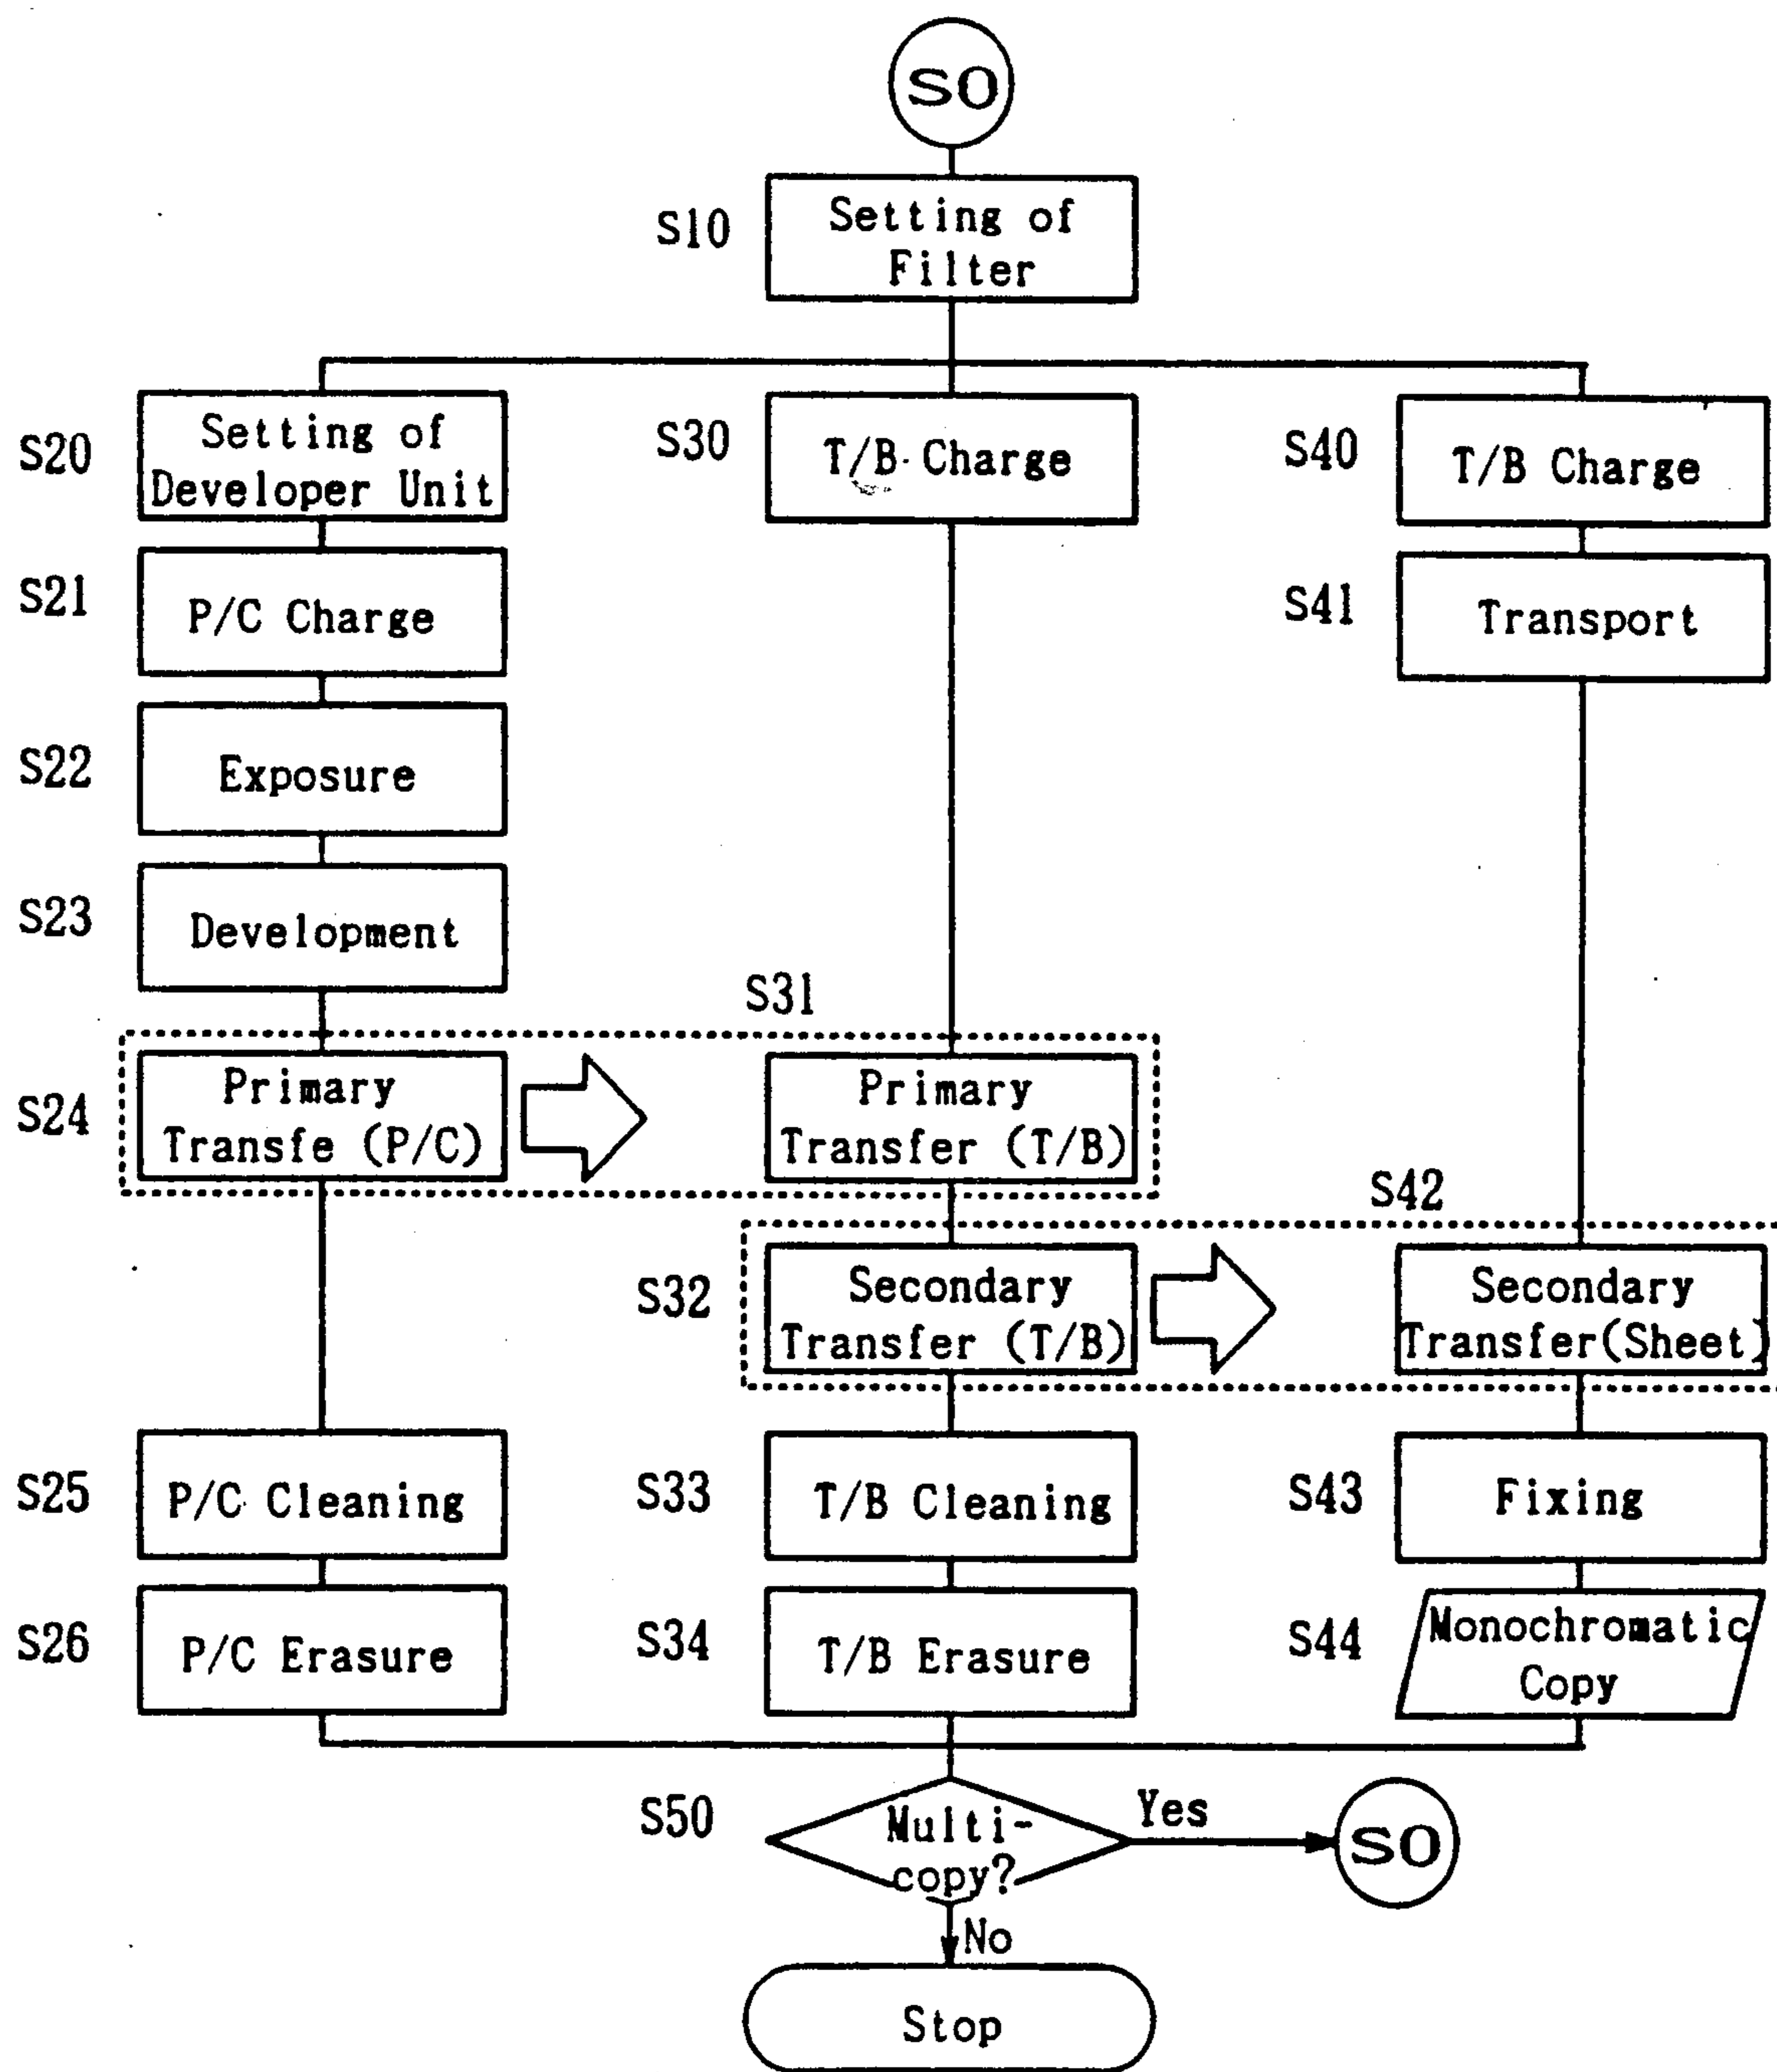 S0
S10
Setting of
Filter
S20
Setting of
Developer Unit
S30
T/B Charge
S40
T/B Charge
S21
P/C Charge
S41
Transport
S22
Exposure
S23
Development
S31
S24
Primary
Transfe (P/C)
Primary
Transfer (T/B)
S42
S32
Secondary
Transfer (T/B)
Secondary
Transfer(Sheet)
S25
P/C Cleaning
S33
T/B Cleaning
S43
Fixing
S26
P/C Erasure
S34
T/B Erasure
S44
Monochromatic
Copy
S50
Multi-
copy?
Yes
S0
No
Stop